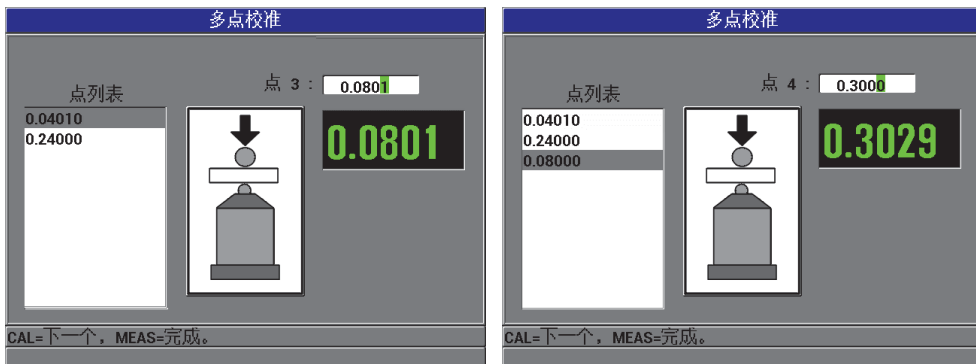 多点校准
点 3 : 0.0801
点列表
0.04010
0.24000
0.0801
CAL=下一个，MEAS=完成。
多点校准
点 4 : 0.3000
点列表
0.04010
0.24000
0.08000
0.3029
CAL=下一个，MEAS=完成。